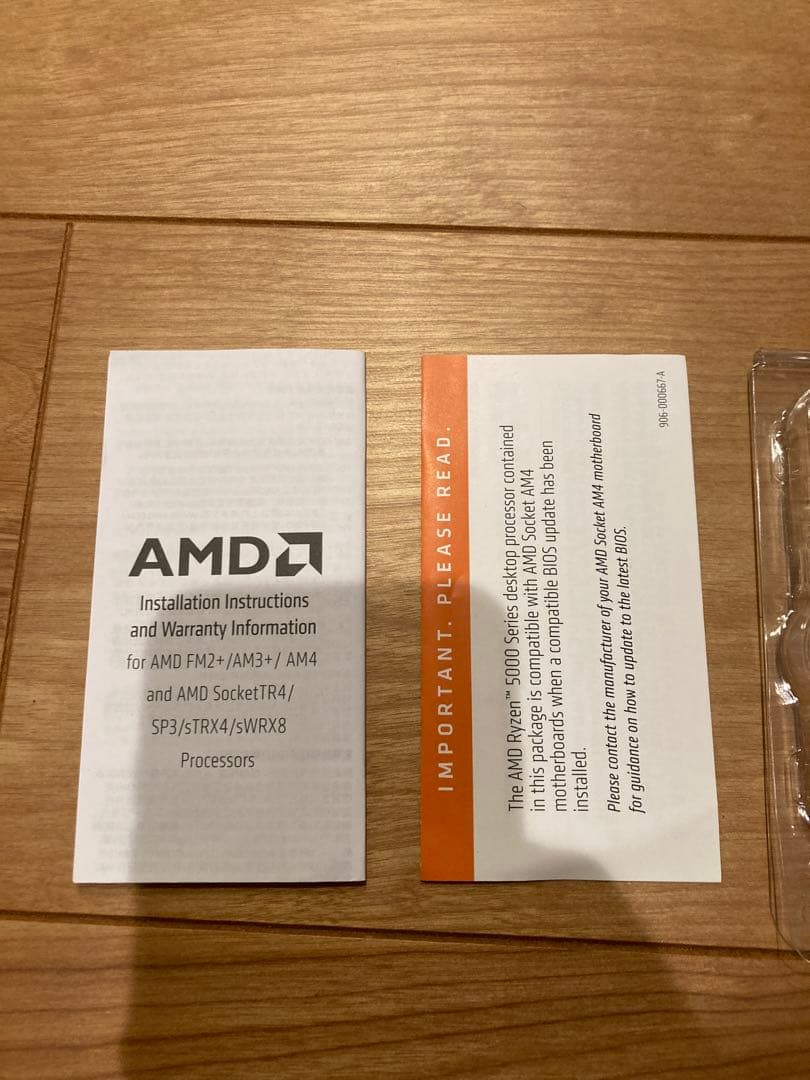 AMD
Installation Instructions
and Warranty Information
for AMD FM2+/AM3+/ AM4
and AMD SocketTR4/
SP3/sTRX4/sWRX8
Processors
IMPORTANT. PLEASE READ.
The AMD Ryzen™ 5000 Series desktop processor contained
in this package is compatible with AMD Socket AM4
motherboards when a compatible BIOS update has been
installed.
Please contact the manufacturer of your AMD Socket AM4 motherboard
for guidance on how to update to the latest BIOS.
906-000667-A